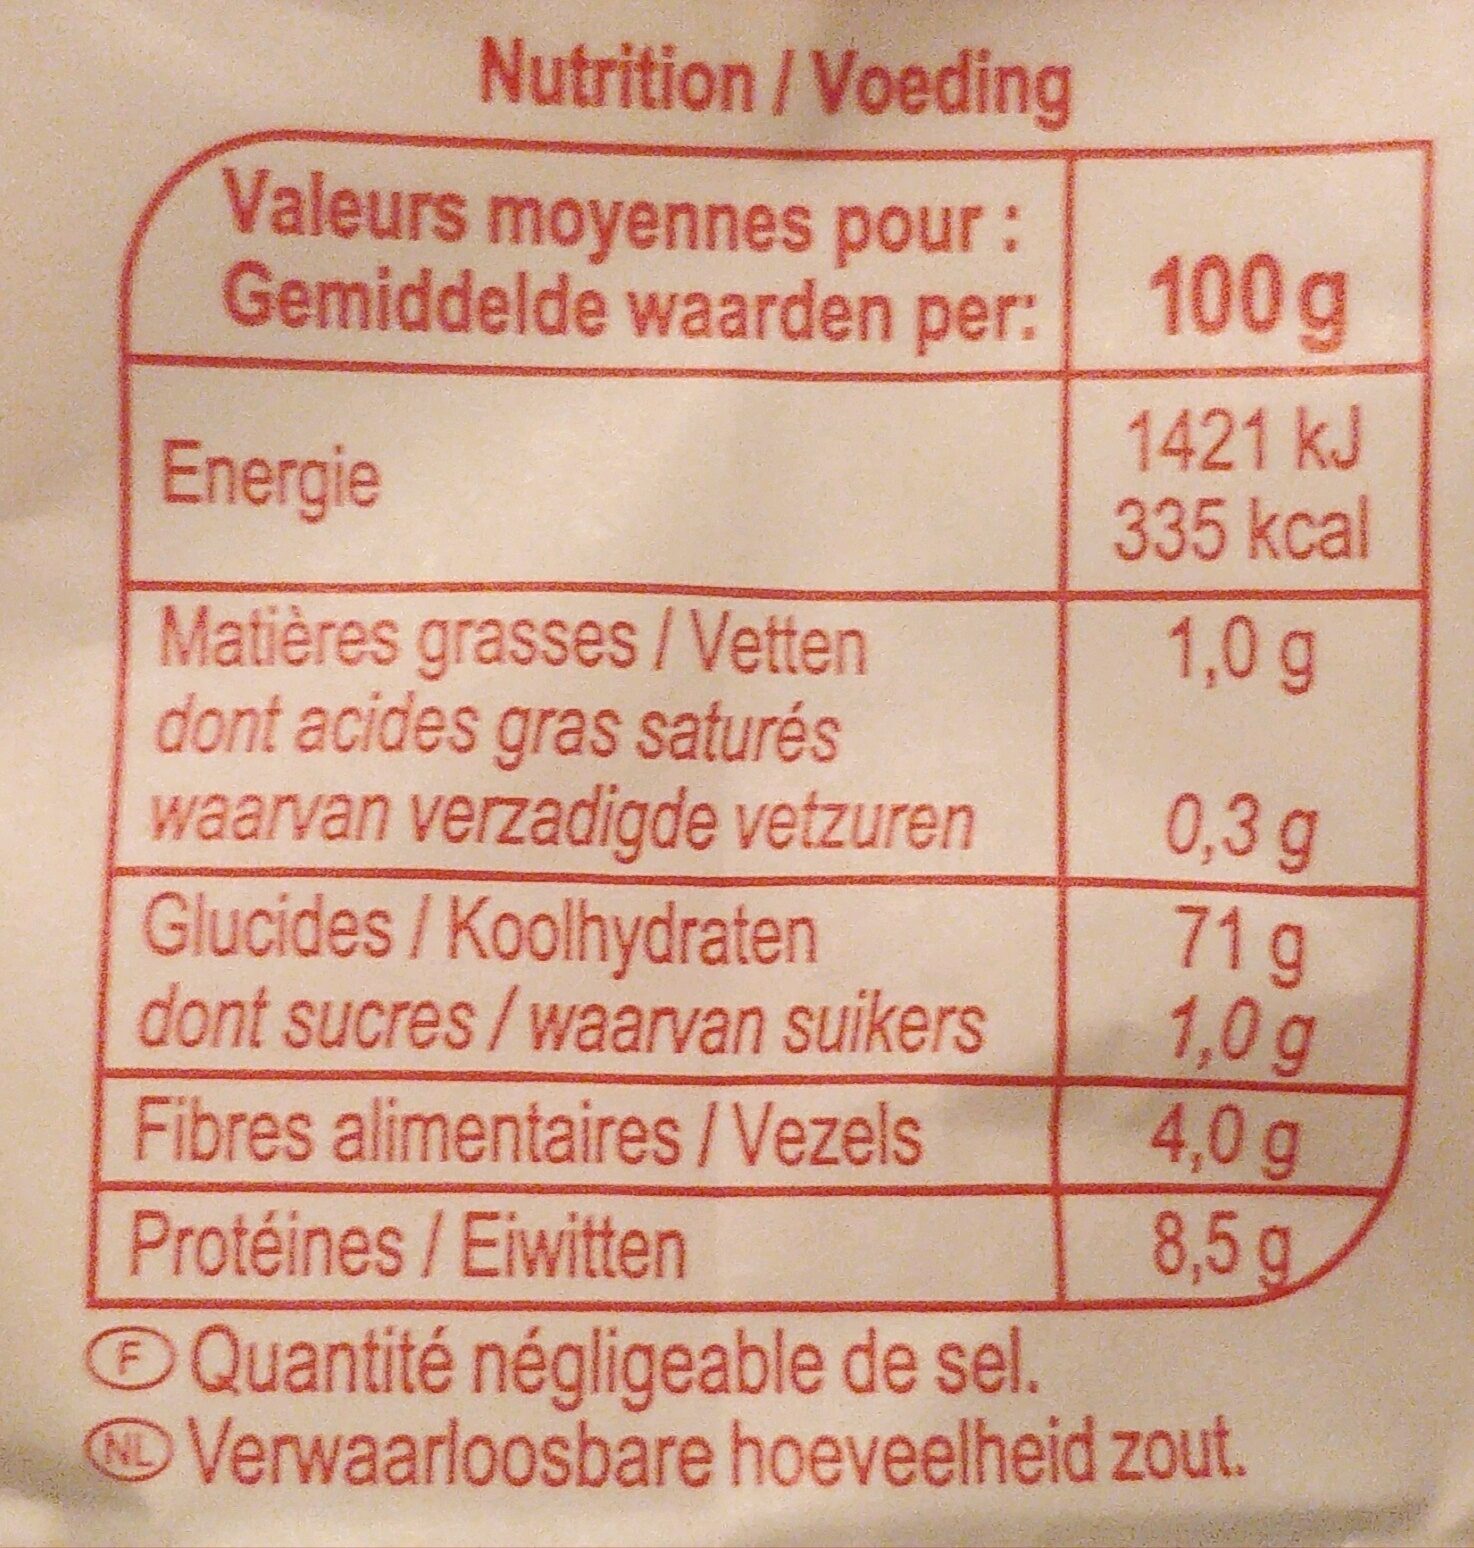 Nutrition / Voeding
Valeurs moyennes pour :
Gemiddelde waarden per:
100 g
Energie
1421 kJ
335 kcal
Matières grasses / Vetten
1,0 g
dont acides gras saturés
waarvan verzadigde vetzuren
0,3 g
Glucides / Koolhydraten
71 g
dont sucres / waarvan suikers
1,0 g
Fibres alimentaires / Vezels
4,0 g
Protéines / Eiwitten
8,5 g
F Quantité négligeable de sel.
NL Verwaarloosbare hoeveelheid zout.